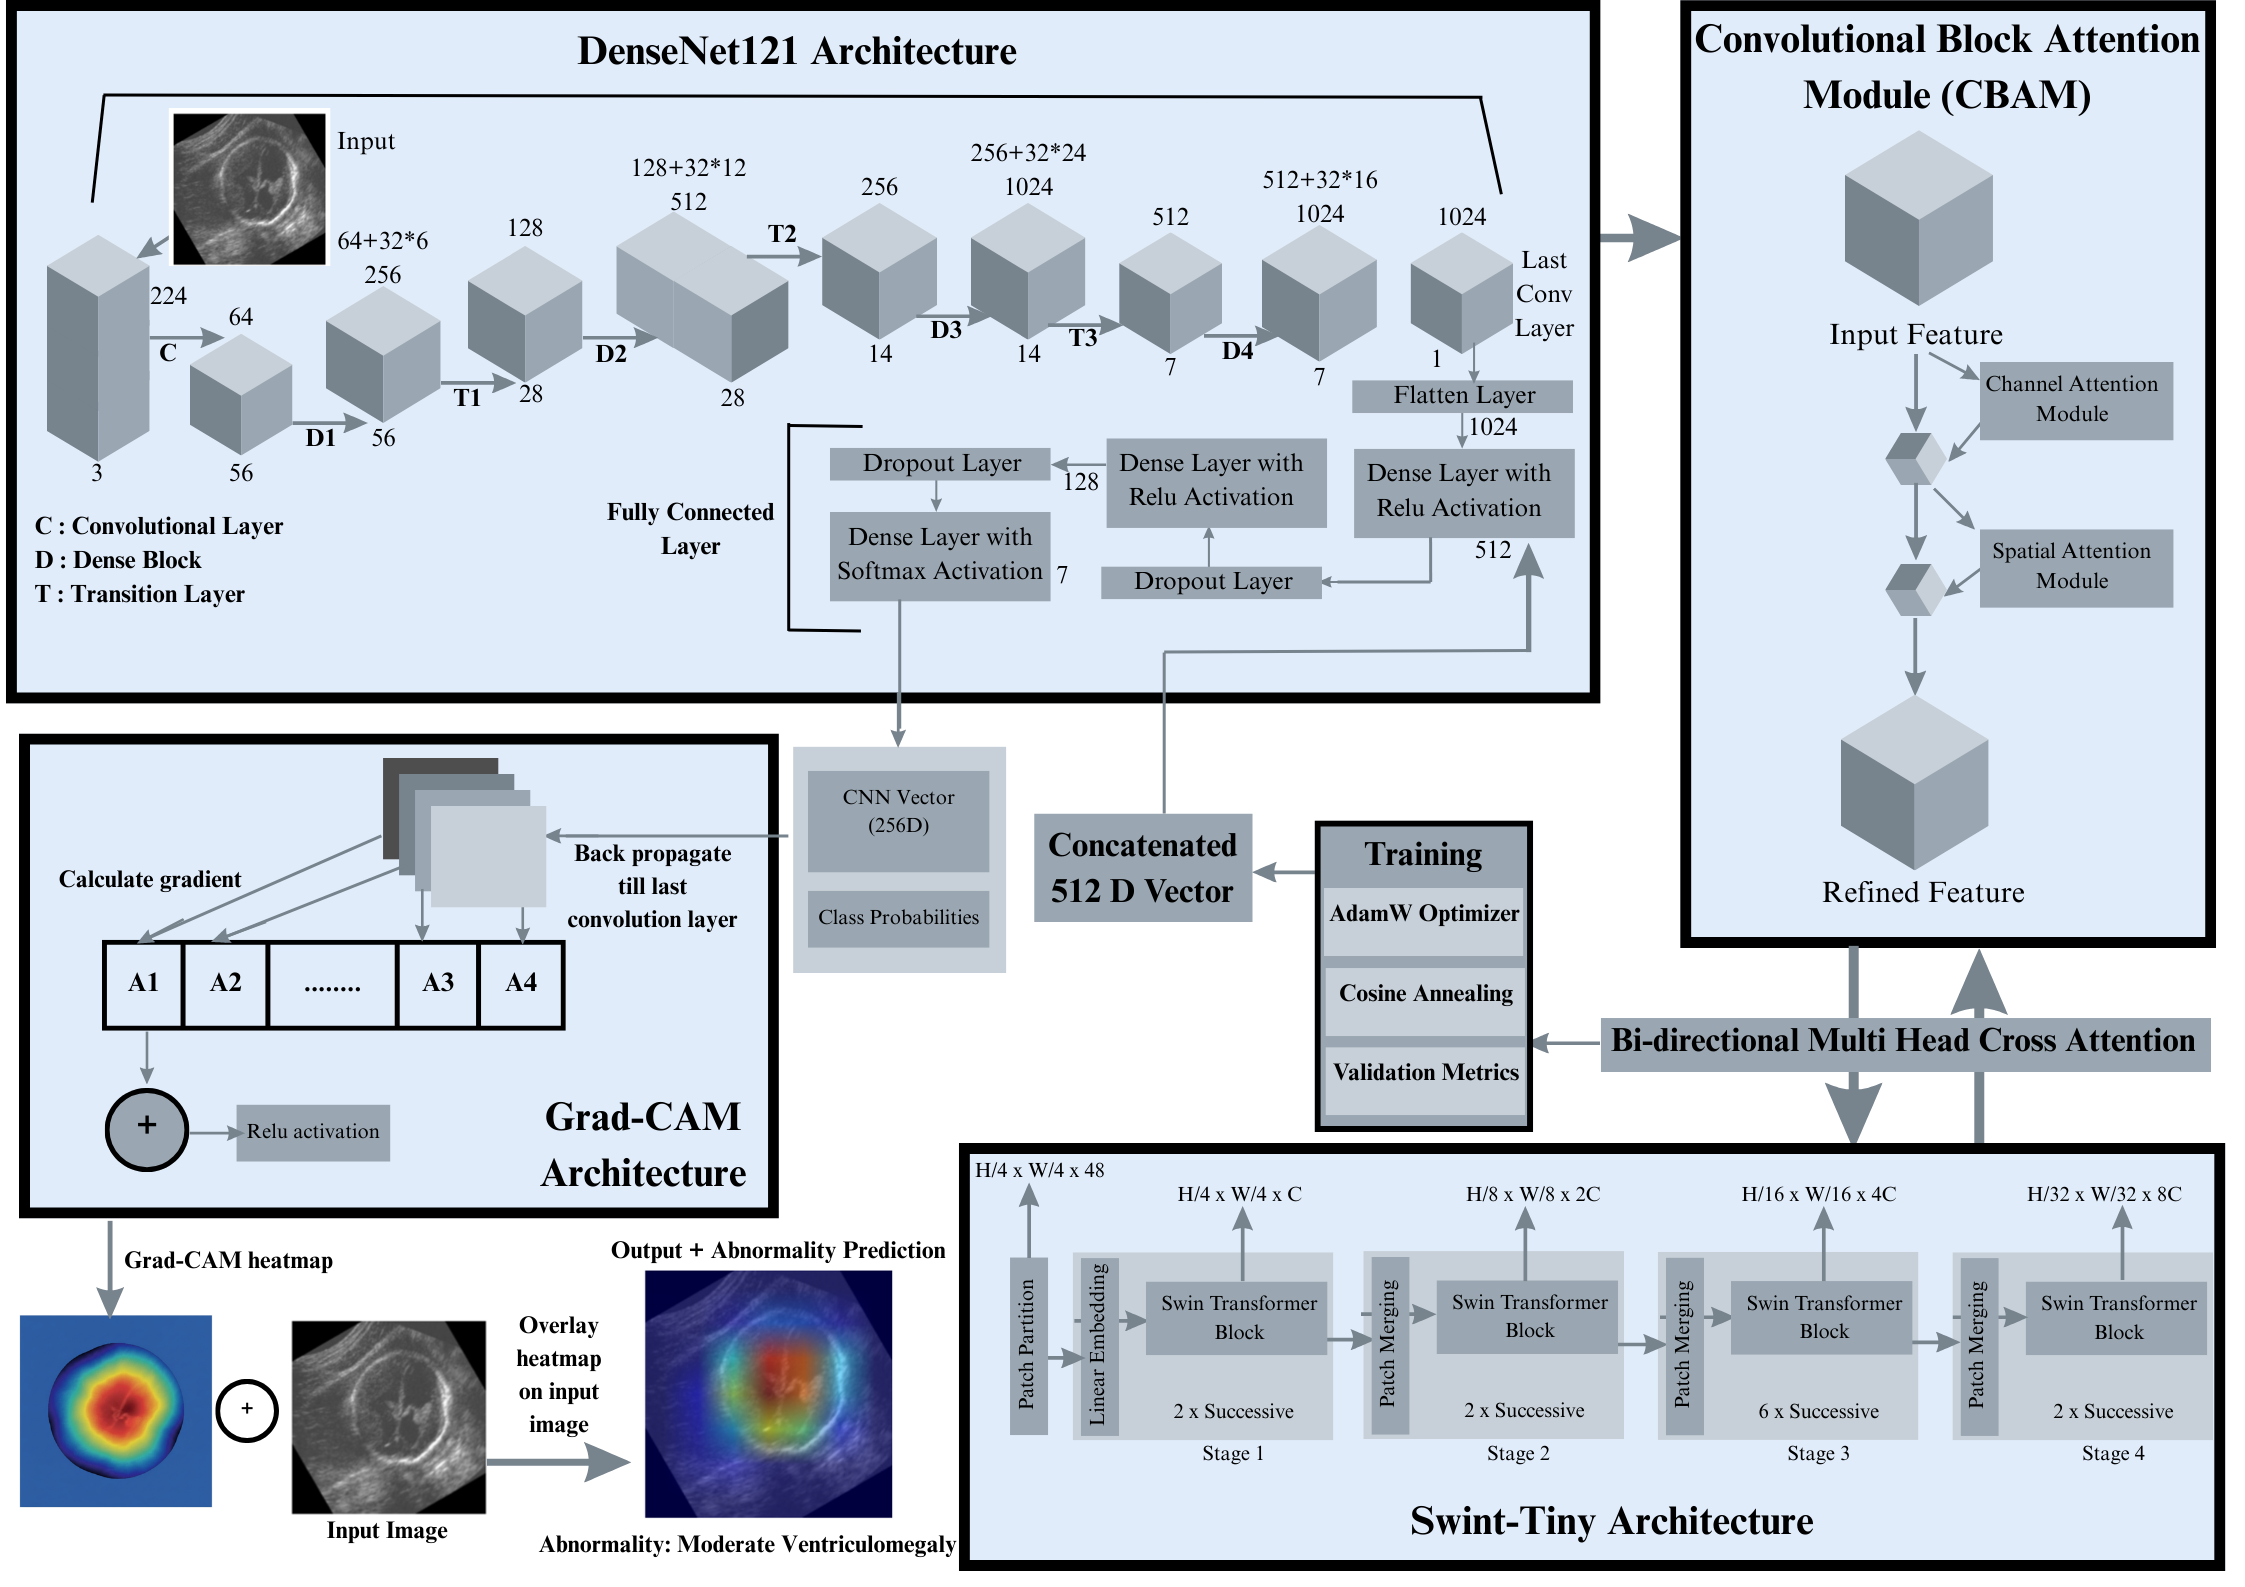 DenseNet121 Architecture
Input
224
3
C
64
56
D1
64+32*6
256
56
T1
128
28
D2
128+32*12
512
28
T2
256
14
D3
256+32*24
1024
14
T3
512
7
D4
512+32*16
1024
7
1024
1
Last
Conv
Layer
Flatten Layer
1024
Dense Layer with
Relu Activation
512
Dropout Layer
Dense Layer with
Relu Activation
128
Dropout Layer
Dense Layer with
Softmax Activation
7
Fully Connected
Layer
C : Convolutional Layer
D : Dense Block
T : Transition Layer
Convolutional Block Attention
Module (CBAM)
Input Feature
Channel Attention
Module
Spatial Attention
Module
Refined Feature
Bi-directional Multi Head Cross Attention
Training
AdamW Optimizer
Cosine Annealing
Validation Metrics
Concatenated
512 D Vector
CNN Vector
(256D)
Class Probabilities
Back propagate
till last
convolution layer
Calculate gradient
A1
A2
........
A3
A4
+
Relu activation
Grad-CAM
Architecture
Grad-CAM heatmap
+
Input Image
Overlay
heatmap
on input
image
Output + Abnormality Prediction
Abnormality: Moderate Ventriculomegaly
H/4 x W/4 x 48
Patch Partition
H/4 x W/4 x C
Linear Embedding
Swin Transformer
Block
2 x Successive
Stage 1
H/8 x W/8 x 2C
Patch Merging
Swin Transformer
Block
2 x Successive
Stage 2
H/16 x W/16 x 4C
Patch Merging
Swin Transformer
Block
6 x Successive
Stage 3
H/32 x W/32 x 8C
Patch Merging
Swin Transformer
Block
2 x Successive
Stage 4
Swint-Tiny Architecture